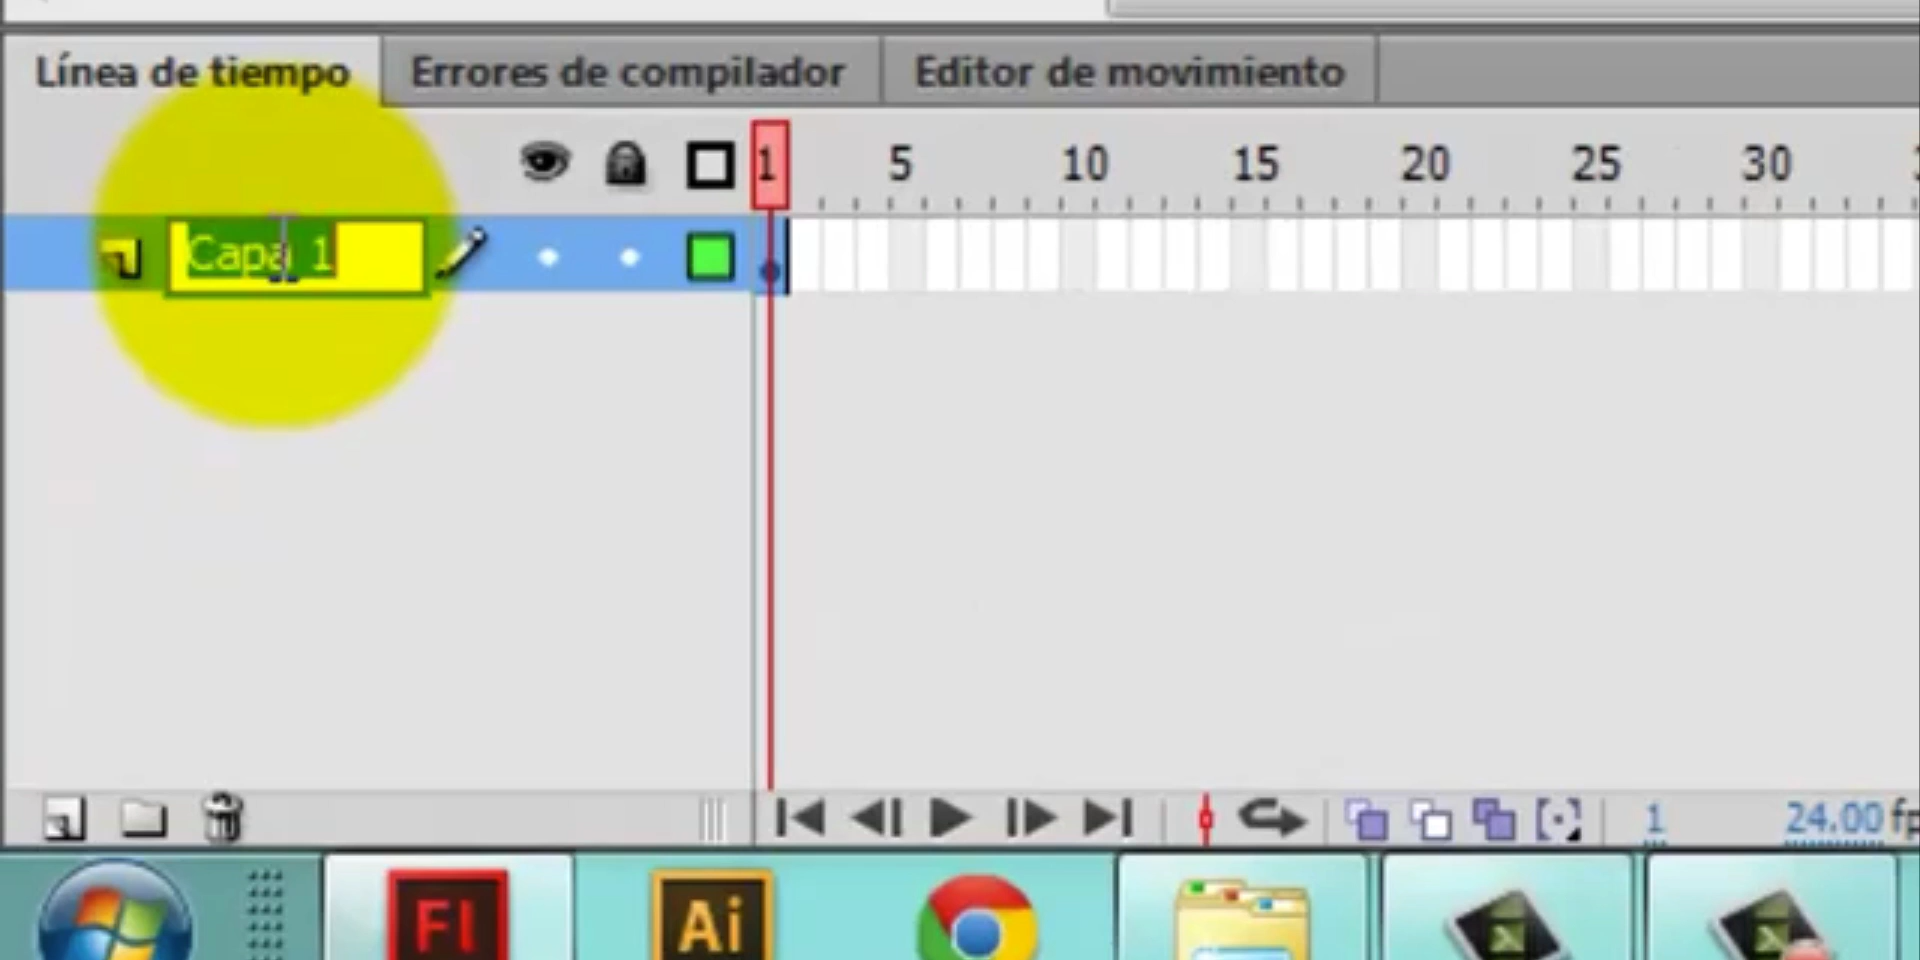 Línea de tiempo Errores de compilador Editor de movimiento
1 5 10 15 20 25 30
Capa 1
1 24.00
Fl Ai